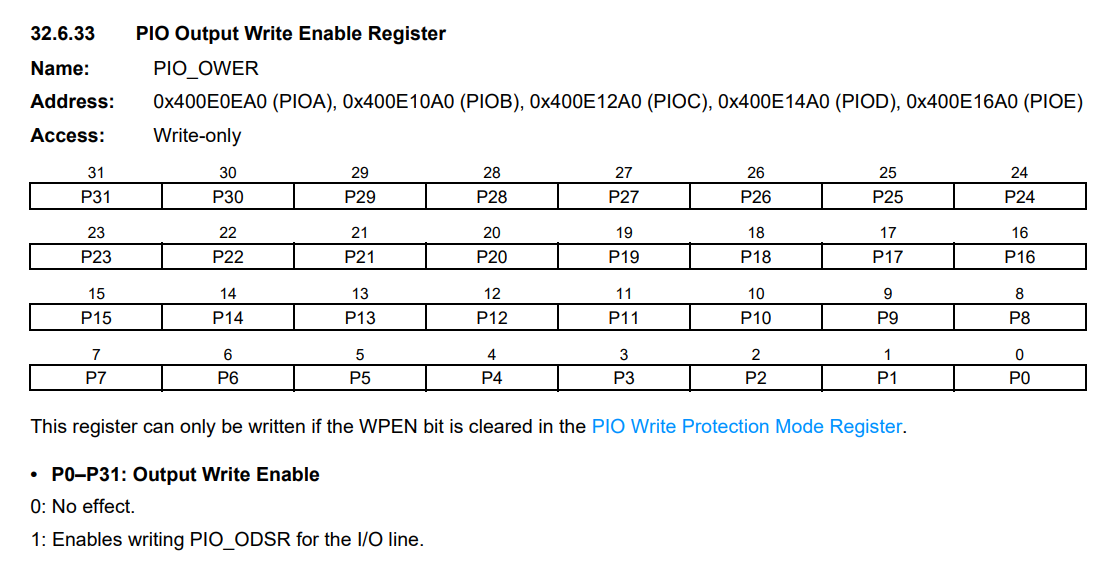 32.6.33 PIO Output Write Enable Register
Name: PIO_OWER
Address: 0x400E0EA0 (PIOA), 0x400E10A0 (PIOB), 0x400E12A0 (PIOC), 0x400E14A0 (PIOD), 0x400E16A0 (PIOE)
Access: Write-only
31 30 29 28 27 26 25 24
P31 P30 P29 P28 P27 P26 P25 P24
23 22 21 20 19 18 17 16
P23 P22 P21 P20 P19 P18 P17 P16
15 14 13 12 11 10 9 8
P15 P14 P13 P12 P11 P10 P9 P8
7 6 5 4 3 2 1 0
P7 P6 P5 P4 P3 P2 P1 P0
This register can only be written if the WPEN bit is cleared in the PIO Write Protection Mode Register.
• P0–P31: Output Write Enable
0: No effect.
1: Enables writing PIO_ODSR for the I/O line.